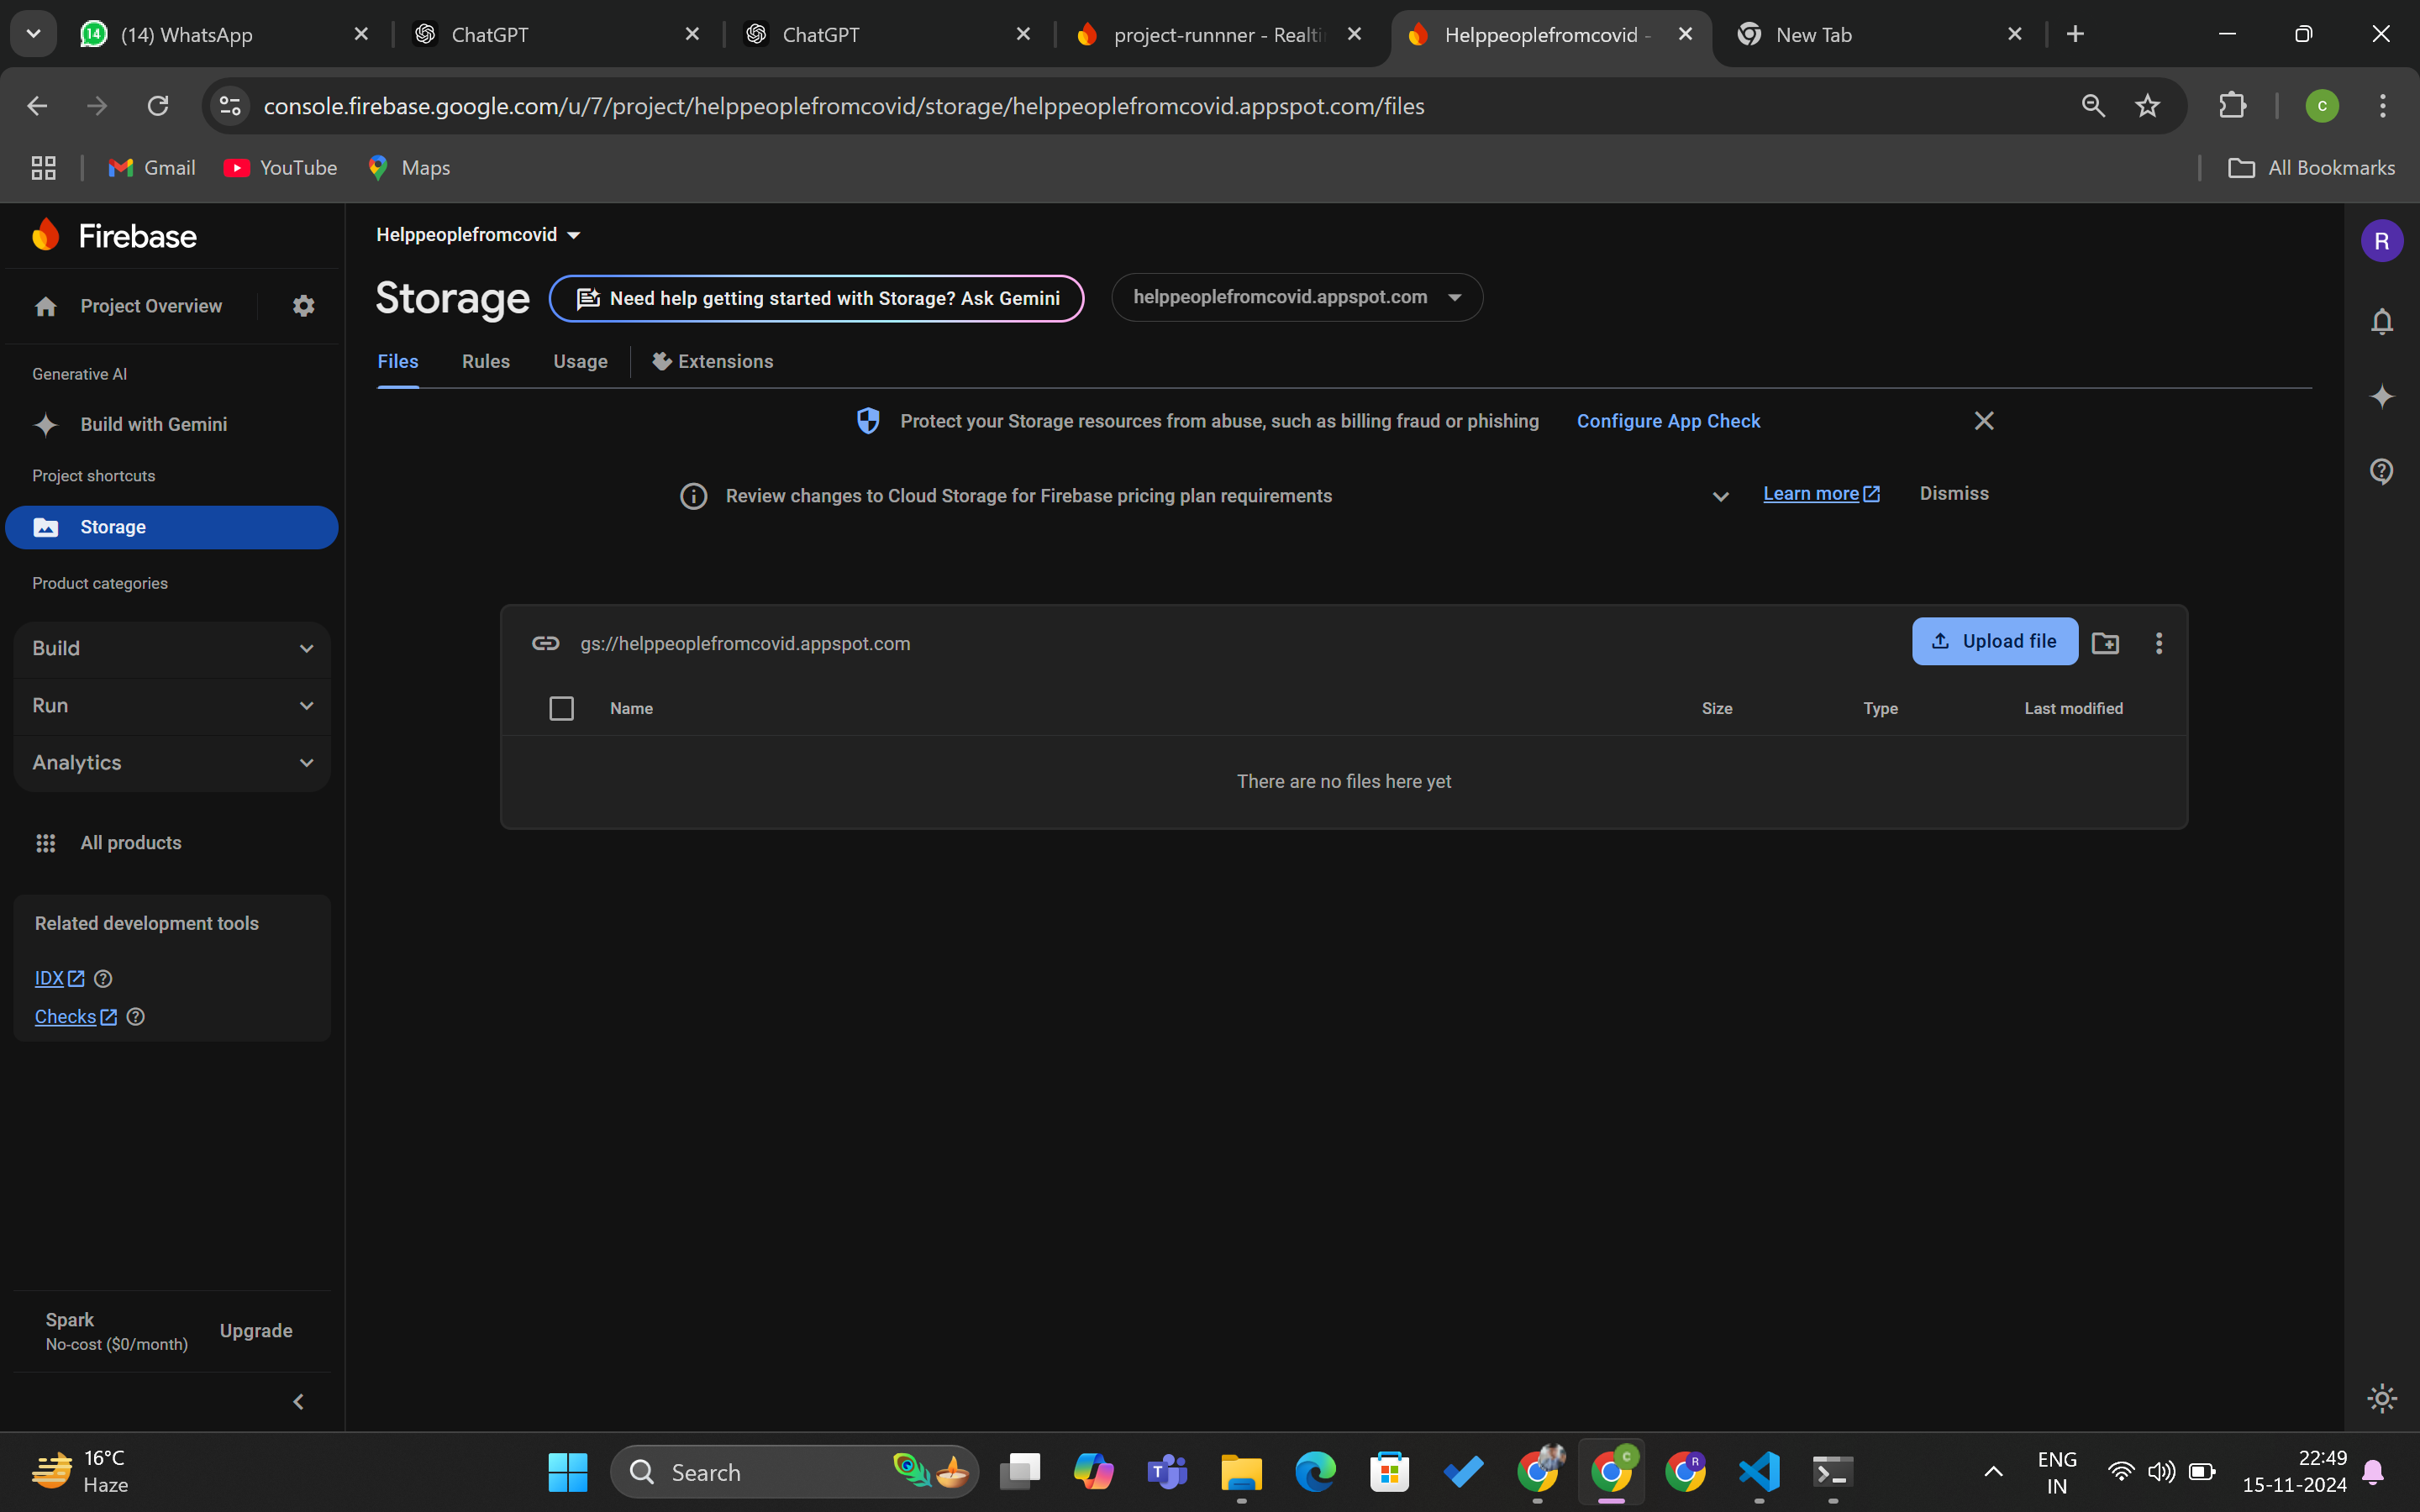 14 (14) WhatsApp
ChatGPT
ChatGPT
project-runnner - Realti
Helppeoplefromcovid -
New Tab
console.firebase.google.com/u/7/project/helppeoplefromcovid/storage/helppeoplefromcovid.appspot.com/files
C
Gmail
YouTube
Maps
All Bookmarks
Firebase
Helppeoplefromcovid
R
Project Overview
Storage
Need help getting started with Storage? Ask Gemini
helppeoplefromcovid.appspot.com
Files
Rules
Usage
Extensions
Generative AI
Build with Gemini
Protect your Storage resources from abuse, such as billing fraud or phishing
Configure App Check
Project shortcuts
Review changes to Cloud Storage for Firebase pricing plan requirements
Learn more
Dismiss
Storage
Product categories
Build
Run
Analytics
gs://helppeoplefromcovid.appspot.com
Upload file
Name
Size
Type
Last modified
There are no files here yet
All products
Related development tools
IDX
Checks
Spark
No-cost ($0/month)
Upgrade
16°C
Haze
Search
T
C
R
ENG
IN
22:49
15-11-2024